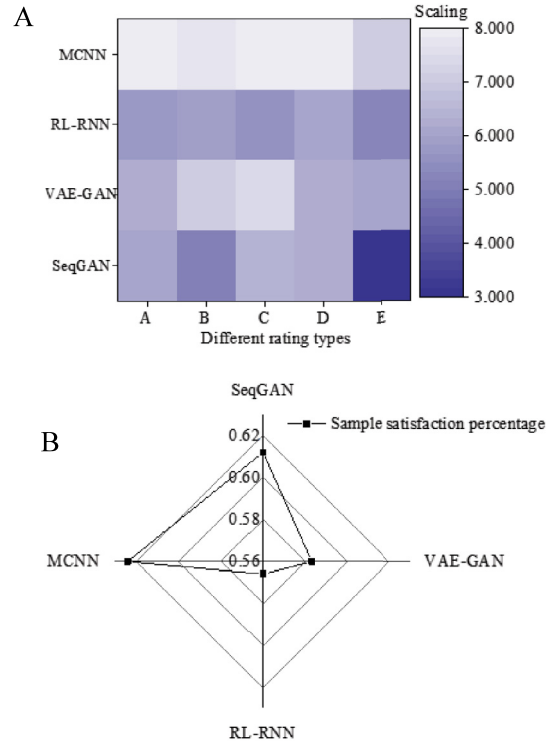 A
Scaling
MCNN
RL-RNN
VAE-GAN
SeqGAN
8.000
7.000
6.000
5.000
4.000
3.000
A B C D E
Different rating types
B
SeqGAN
Sample satisfaction percentage
0.62
0.60
0.58
0.56
MCNN
VAE-GAN
RL-RNN